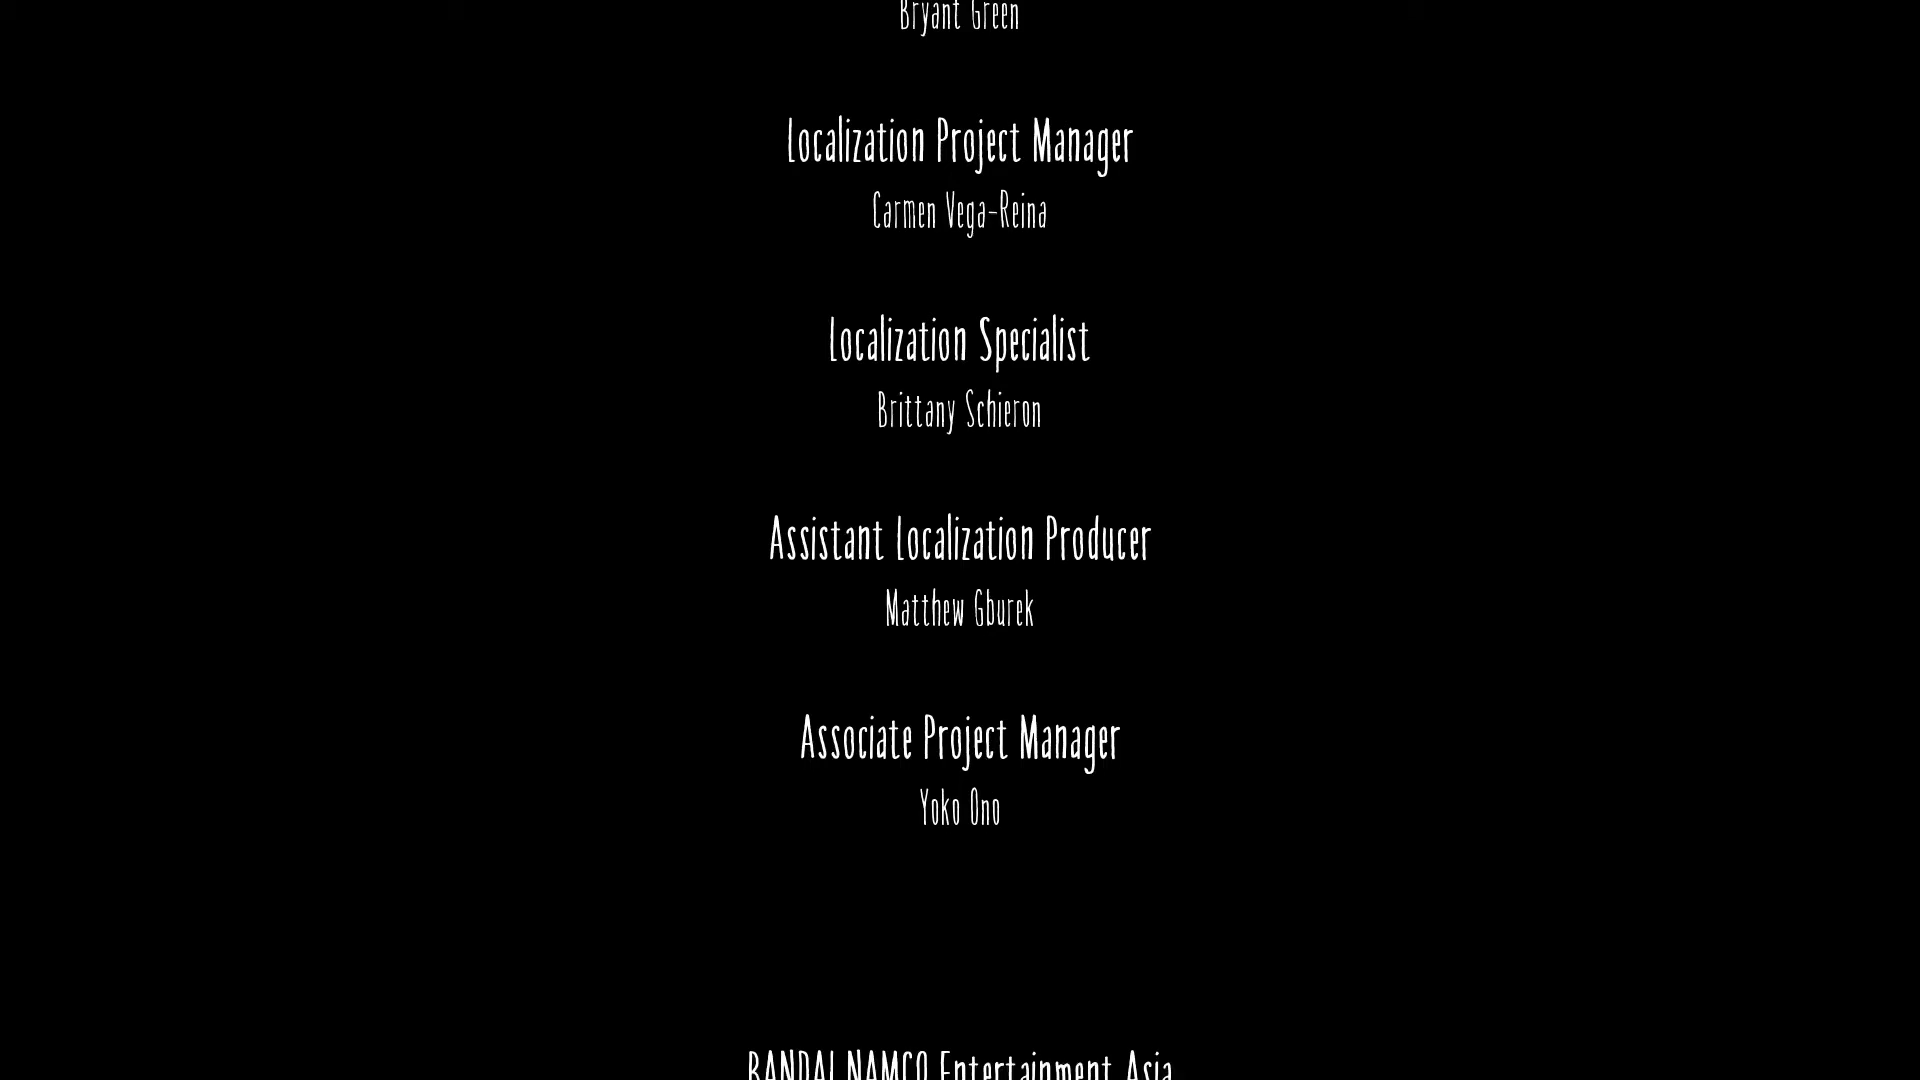 Bryant Green
Localization Project Manager
Carmen Vega-Reina
Localization Specialist
Brittany Schieron
Assistant Localization Producer
Matthew Gburek
Associate Project Manager
Yoko Ono
BANDAI NAMCO Entertainment Asia